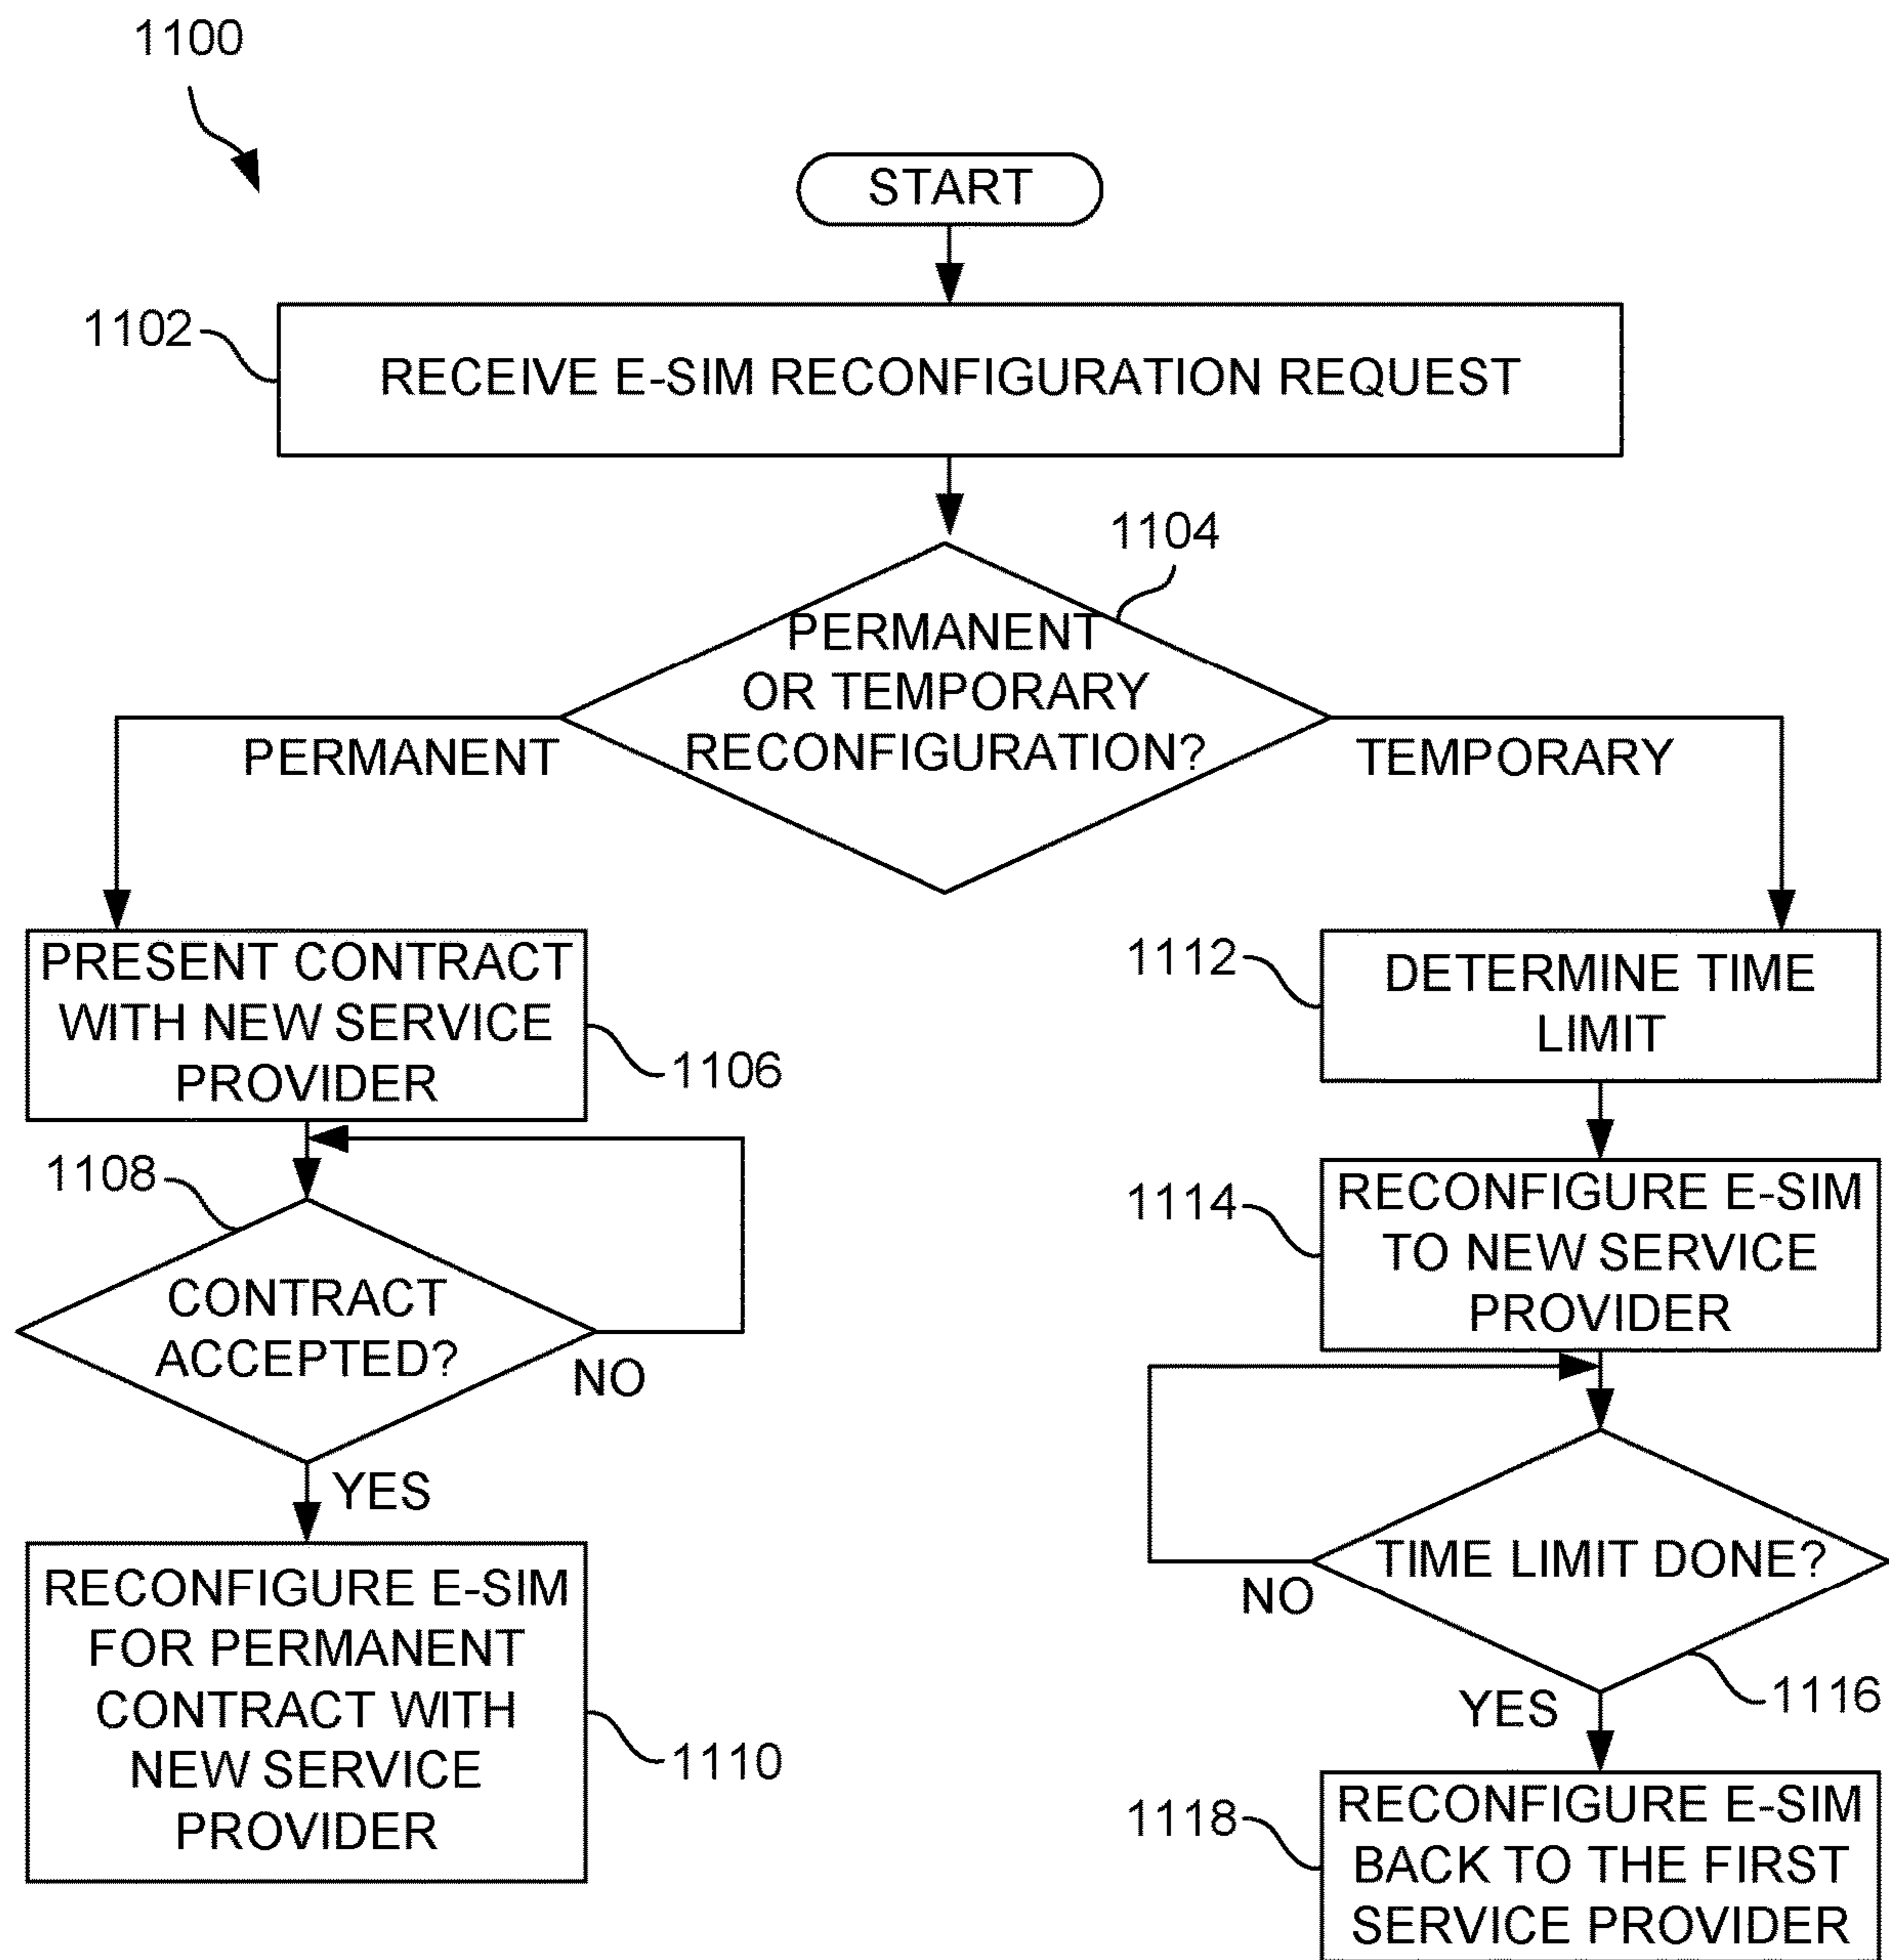 1100
START
1102
RECEIVE E-SIM RECONFIGURATION REQUEST
1104
PERMANENT
OR TEMPORARY
RECONFIGURATION?
PERMANENT
TEMPORARY
PRESENT CONTRACT
WITH NEW SERVICE
PROVIDER
1106
1108
CONTRACT
ACCEPTED?
NO
YES
RECONFIGURE E-SIM
FOR PERMANENT
CONTRACT WITH
NEW SERVICE
PROVIDER
1110
1112
DETERMINE TIME
LIMIT
1114
RECONFIGURE E-SIM
TO NEW SERVICE
PROVIDER
TIME LIMIT DONE?
NO
1116
YES
1118
RECONFIGURE E-SIM
BACK TO THE FIRST
SERVICE PROVIDER